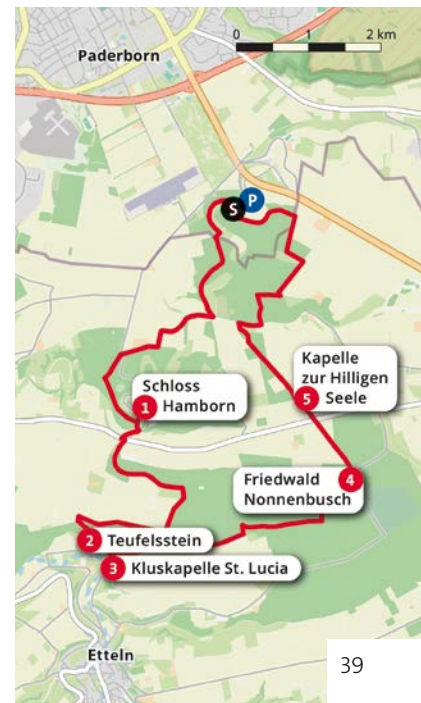 0 1 2 km
Paderborn
S P
Schloss
1 Hamborn
Kapelle
zur Hilligen
5 Seele
Friedwald 4
Nonnenbusch
2 Teufelsstein
3 Kluskapelle St. Lucia
Etteln
39